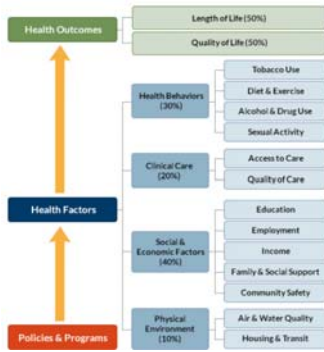 Health Outcomes
Length of Life (50%)
Quality of Life (50%)
Health Factors
Health Behaviors
(30%)
Tobacco Use
Diet & Exercise
Alcohol & Drug Use
Sexual Activity
Clinical Care
(20%)
Access to Care
Quality of Care
Social &
Economic Factors
(40%)
Education
Employment
Income
Family & Social Support
Community Safety
Physical
Environment
(10%)
Air & Water Quality
Housing & Transit
Policies & Programs